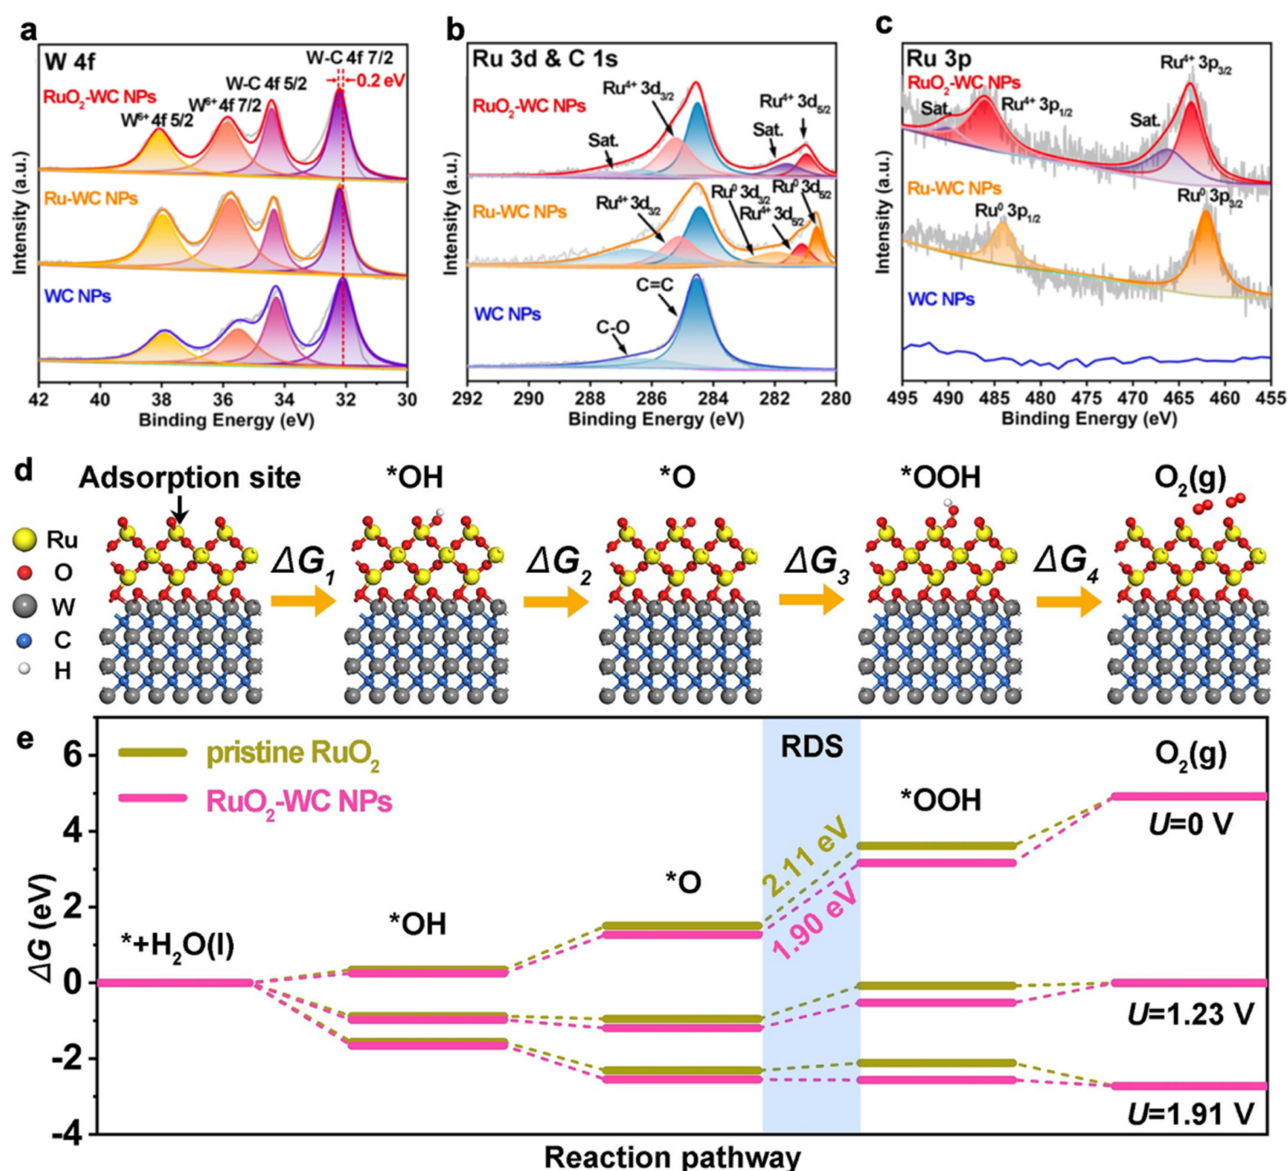 a
W 4f
W-C 4f 7/2
W-C 4f 5/2
0.2 eV
RuO₂-WC NPs
W⁶⁺ 4f 7/2
W⁶⁺ 4f 5/2
Ru-WC NPs
WC NPs
Intensity (a.u.)
42 40 38 36 34 32 30
Binding Energy (eV)
b
Ru 3d & C 1s
RuO₂-WC NPs
Ru⁴⁺ 3d₃/₂
Ru⁴⁺ 3d₅/₂
Sat.
Sat.
Ru-WC NPs
Ru⁴⁺ 3d₃/₂
Ru⁰ 3d₃/₂
Ru⁰ 3d₅/₂
Ru⁴⁺ 3d₅/₂
C=C
WC NPs
C-O
Intensity (a.u.)
292 290 288 286 284 282 280
Binding Energy (eV)
c
Ru 3p
RuO₂-WC NPs
Ru⁴⁺ 3p₃/₂
Sat.
Ru⁴⁺ 3p₁/₂
Sat.
Ru-WC NPs
Ru⁰ 3p₁/₂
Ru⁰ 3p₃/₂
WC NPs
Intensity (a.u.)
495 490 485 480 475 470 465 460 455
Binding Energy (eV)
d
Adsorption site
*OH
*O
*OOH
O₂(g)
Ru
O
W
C
H
ΔG₁
ΔG₂
ΔG₃
ΔG₄
e
pristine RuO₂
RuO₂-WC NPs
RDS
O₂(g)
*OOH
U=0 V
2.11 eV
1.90 eV
*O
*OH
*+H₂O(l)
U=1.23 V
U=1.91 V
6
4
2
0
-2
-4
ΔG (eV)
Reaction pathway